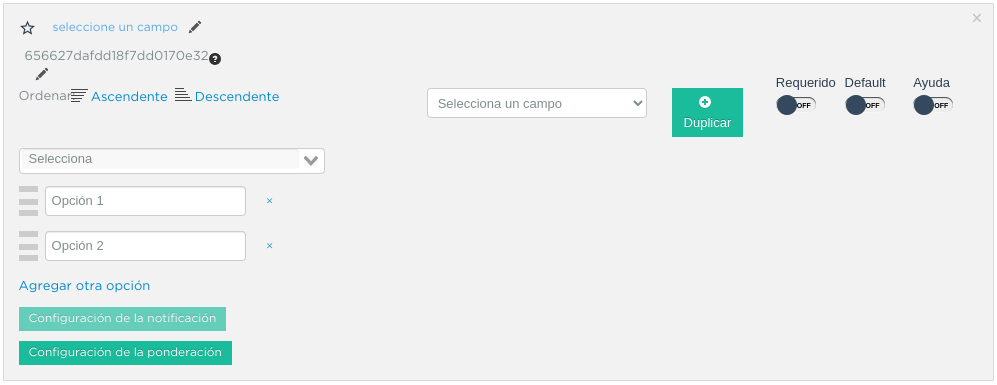 ×
seleccione un campo
656627dafdd18f7dd0170e32?
Ordenar Ascendente Descendente
Selecciona un campo
Duplicar
Requerido Default Ayuda
OFF OFF OFF
Selecciona
Opción 1 ×
Opción 2 ×
Agregar otra opción
Configuración de la notificación
Configuración de la ponderación